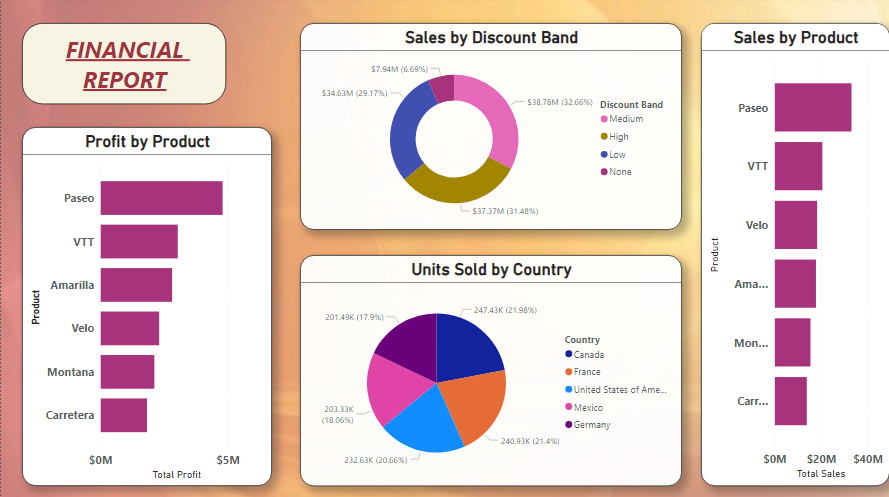 FINANCIAL
REPORT
Profit by Product
Product
Paseo
VTT
Amarilla
Velo
Montana
Carretera
$0M
$5M
Total Profit
Sales by Discount Band
$7.94M (6.69%)
$34.63M (29.17%)
$38.78M (32.66%)
$37.37M (31.48%)
Discount Band
Medium
High
Low
None
Units Sold by Country
201.49K (17.9%)
247.43K (21.98%)
203.33K
(18.06%)
232.63K (20.66%)
240.93K (21.4%)
Country
Canada
France
United States of Ame...
Mexico
Germany
Sales by Product
Product
Paseo
VTT
Velo
Ama...
Mon...
Carr...
$0M
$20M
$40M
Total Sales